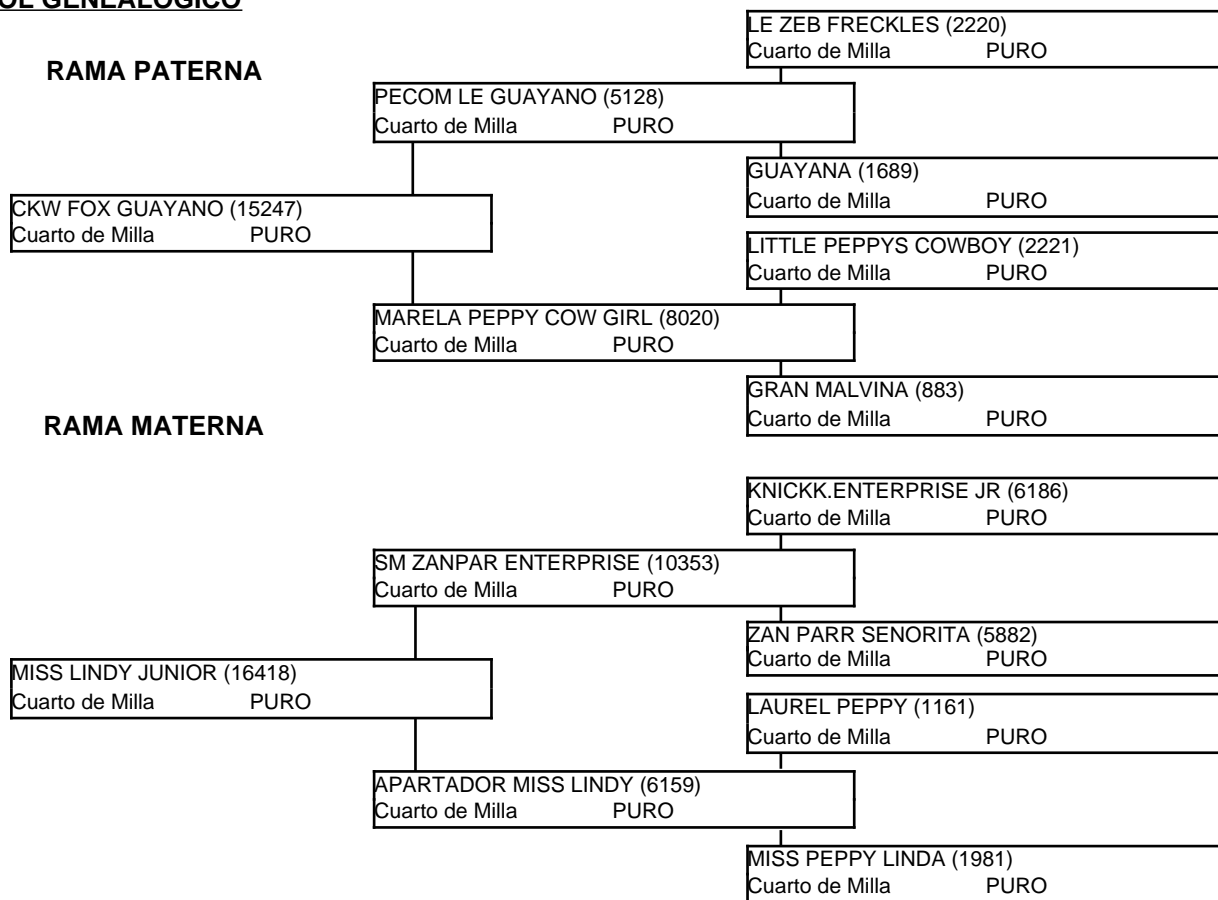 OL GENEALOGICO
LE ZEB FRECKLES (2220)
Cuarto de Milla PURO
RAMA PATERNA
PECOM LE GUAYANO (5128)
Cuarto de Milla PURO
GUAYANA (1689)
Cuarto de Milla PURO
CKW FOX GUAYANO (15247)
Cuarto de Milla PURO
LITTLE PEPPYS COWBOY (2221)
Cuarto de Milla PURO
MARELA PEPPY COW GIRL (8020)
Cuarto de Milla PURO
GRAN MALVINA (883)
Cuarto de Milla PURO
RAMA MATERNA
KNICKK.ENTERPRISE JR (6186)
Cuarto de Milla PURO
SM ZANPAR ENTERPRISE (10353)
Cuarto de Milla PURO
ZAN PARR SENORITA (5882)
Cuarto de Milla PURO
MISS LINDY JUNIOR (16418)
Cuarto de Milla PURO
LAUREL PEPPY (1161)
Cuarto de Milla PURO
APARTADOR MISS LINDY (6159)
Cuarto de Milla PURO
MISS PEPPY LINDA (1981)
Cuarto de Milla PURO